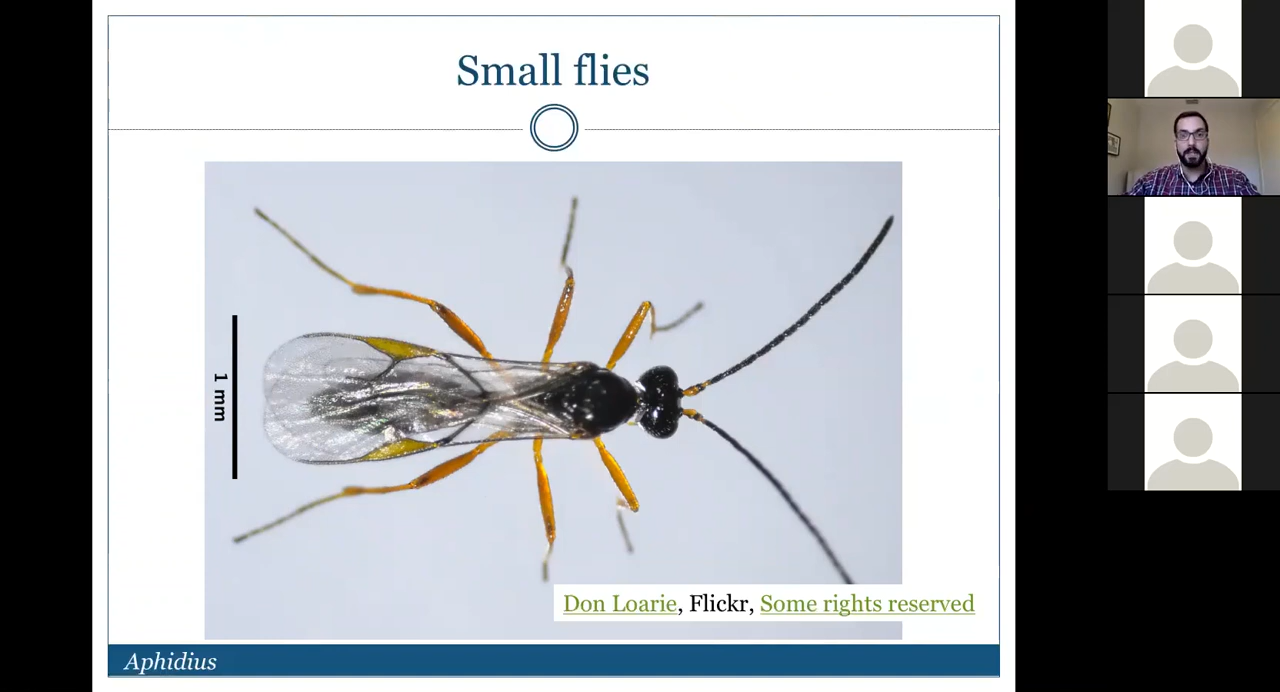 Small flies
1 mm
Don Loarie, Flickr, Some rights reserved
Aphidius